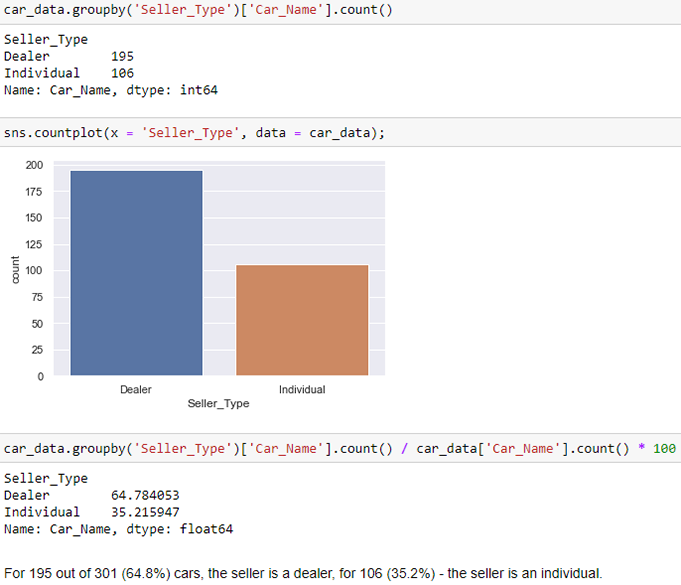 car_data.groupby('Seller_Type')['Car_Name'].count()
Seller_Type
Dealer        195
Individual    106
Name: Car_Name, dtype: int64
sns.countplot(x = 'Seller_Type', data = car_data);
200
175
150
125
100
75
50
25
0
count
Dealer Individual
Seller_Type
car_data.groupby('Seller_Type')['Car_Name'].count() / car_data['Car_Name'].count() * 100
Seller_Type
Dealer        64.784053
Individual    35.215947
Name: Car_Name, dtype: float64
For 195 out of 301 (64.8%) cars, the seller is a dealer, for 106 (35.2%) - the seller is an individual.